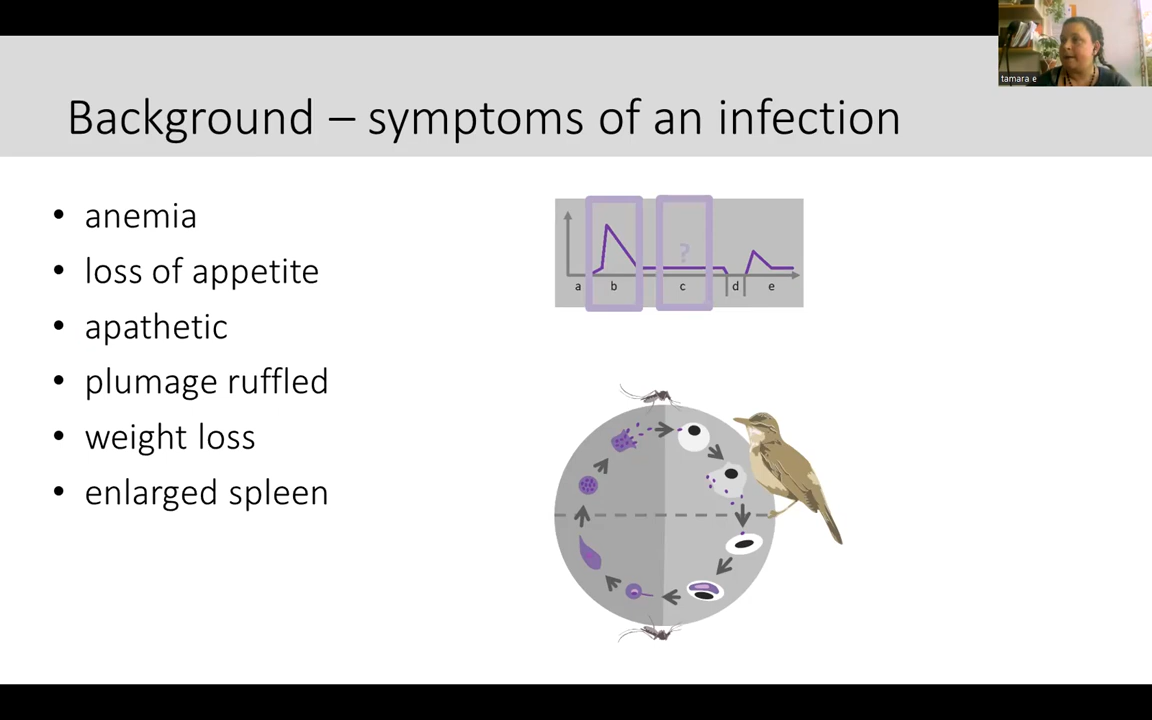 tamara e
Background – symptoms of an infection
• anemia
• loss of appetite
• apathetic
• plumage ruffled
• weight loss
• enlarged spleen
?
a b c d e